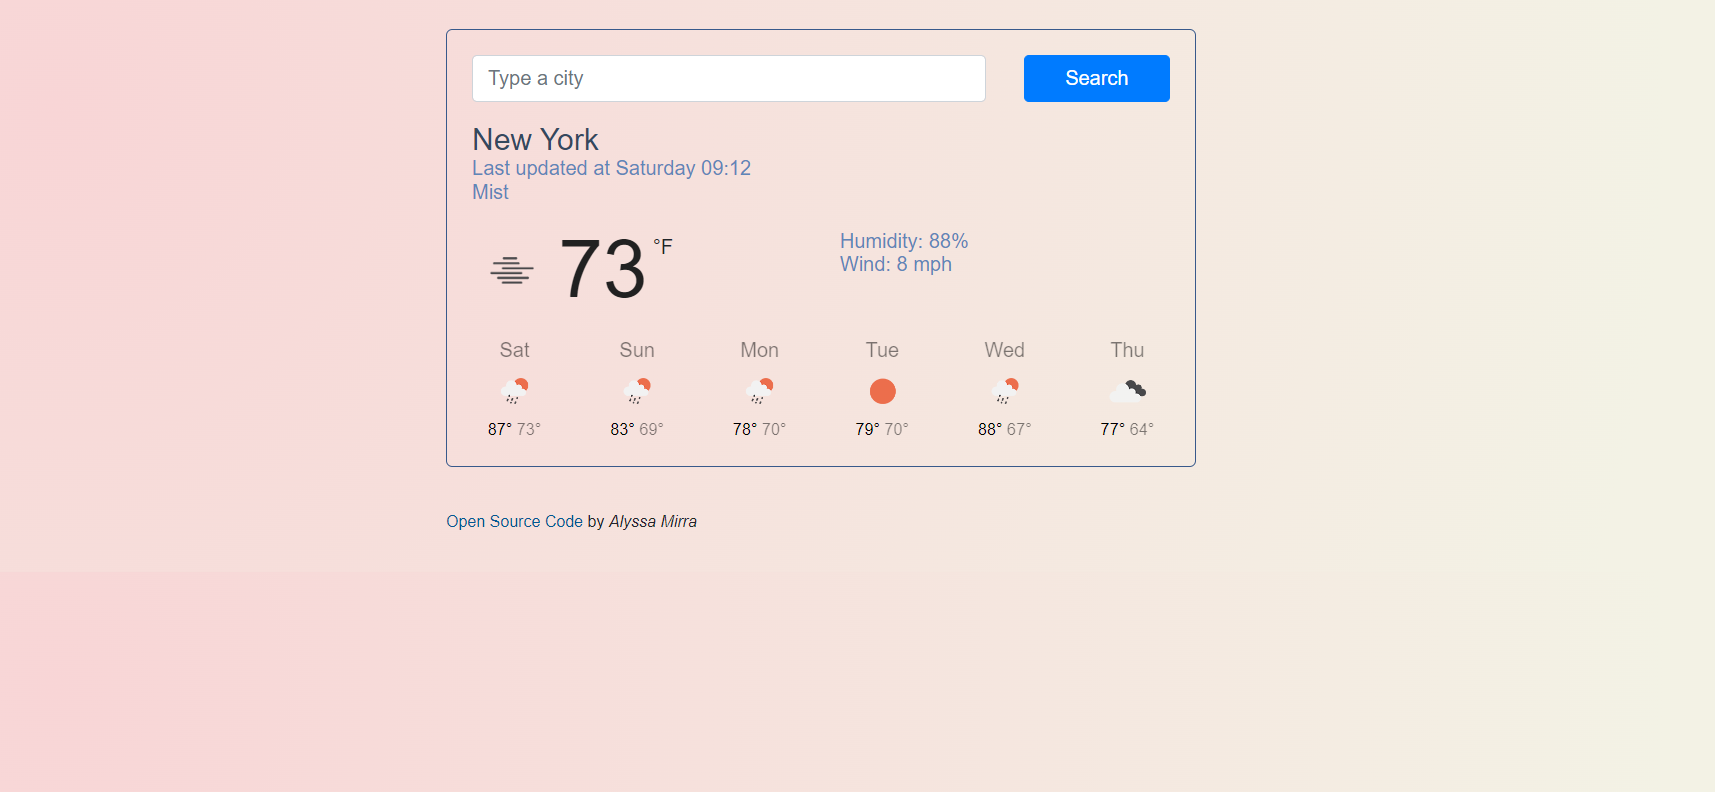 Type a city
Search
New York
Last updated at Saturday 09:12
Mist
73 °F
Humidity: 88%
Wind: 8 mph
Sat Sun Mon Tue Wed Thu
87° 73° 83° 69° 78° 70° 79° 70° 88° 67° 77° 64°
Open Source Code by Alyssa Mirra